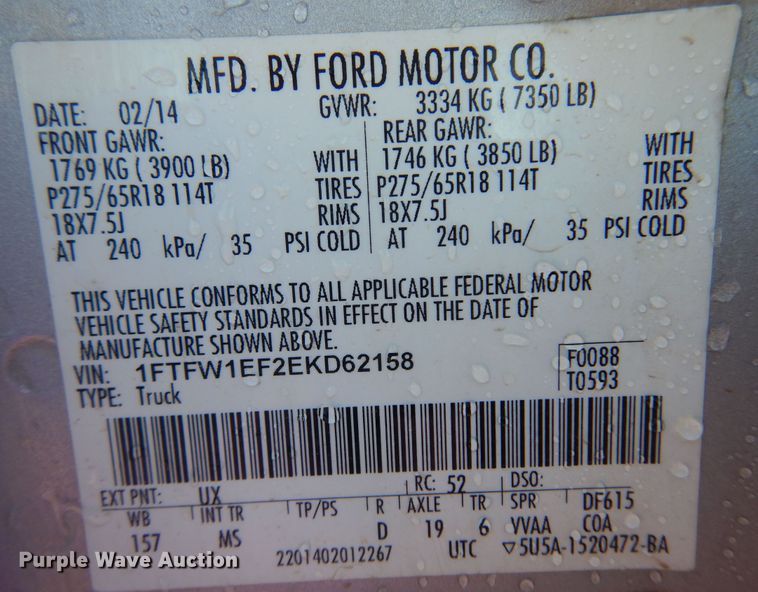 MFD. BY FORD MOTOR CO.
DATE: 02/14 GVWR: 3334 KG ( 7350 LB)
FRONT GAWR: REAR GAWR:
1769 KG ( 3900 LB) WITH 1746 KG ( 3850 LB) WITH
P275/65R18 114T TIRES P275/65R18 114T TIRES
18X7.5J RIMS 18X7.5J RIMS
AT 240 kPa/ 35 PSI COLD AT 240 kPa/ 35 PSI COLD
THIS VEHICLE CONFORMS TO ALL APPLICABLE FEDERAL MOTOR
VEHICLE SAFETY STANDARDS IN EFFECT ON THE DATE OF
MANUFACTURE SHOWN ABOVE.
VIN: 1FTFW1EF2EKD62158 F0088
TYPE: Truck T0593
EXT PNT: UX RC: 52 DSO:
WB INT TR TP/PS R AXLE TR SPR DF615
157 MS D 19 6 VVAA COA
2201402012267 UTC ▽5U5A-1520472-BA
Purple Wave Auction